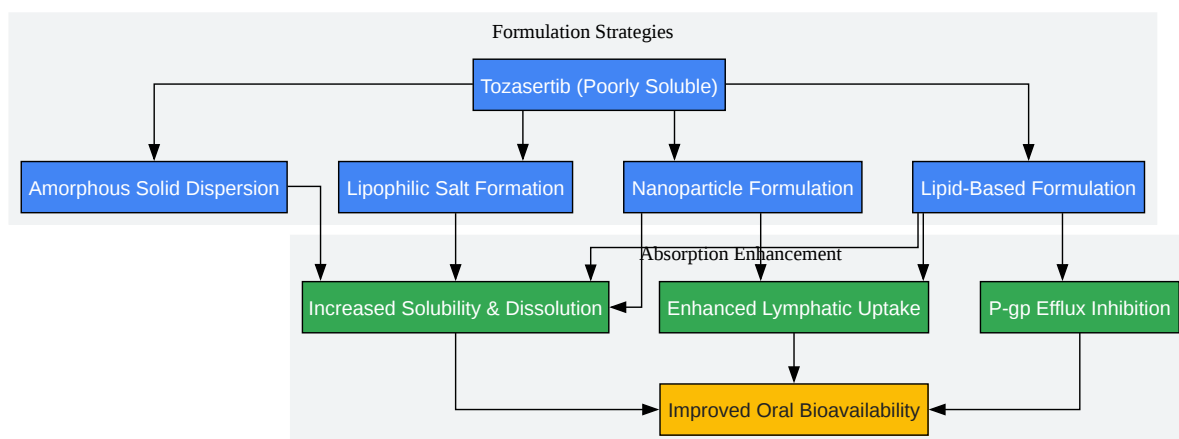 Formulation Strategies
Tozasertib (Poorly Soluble)
Amorphous Solid Dispersion
Lipophilic Salt Formation
Nanoparticle Formulation
Lipid-Based Formulation
Absorption Enhancement
Increased Solubility & Dissolution
Enhanced Lymphatic Uptake
P-gp Efflux Inhibition
Improved Oral Bioavailability